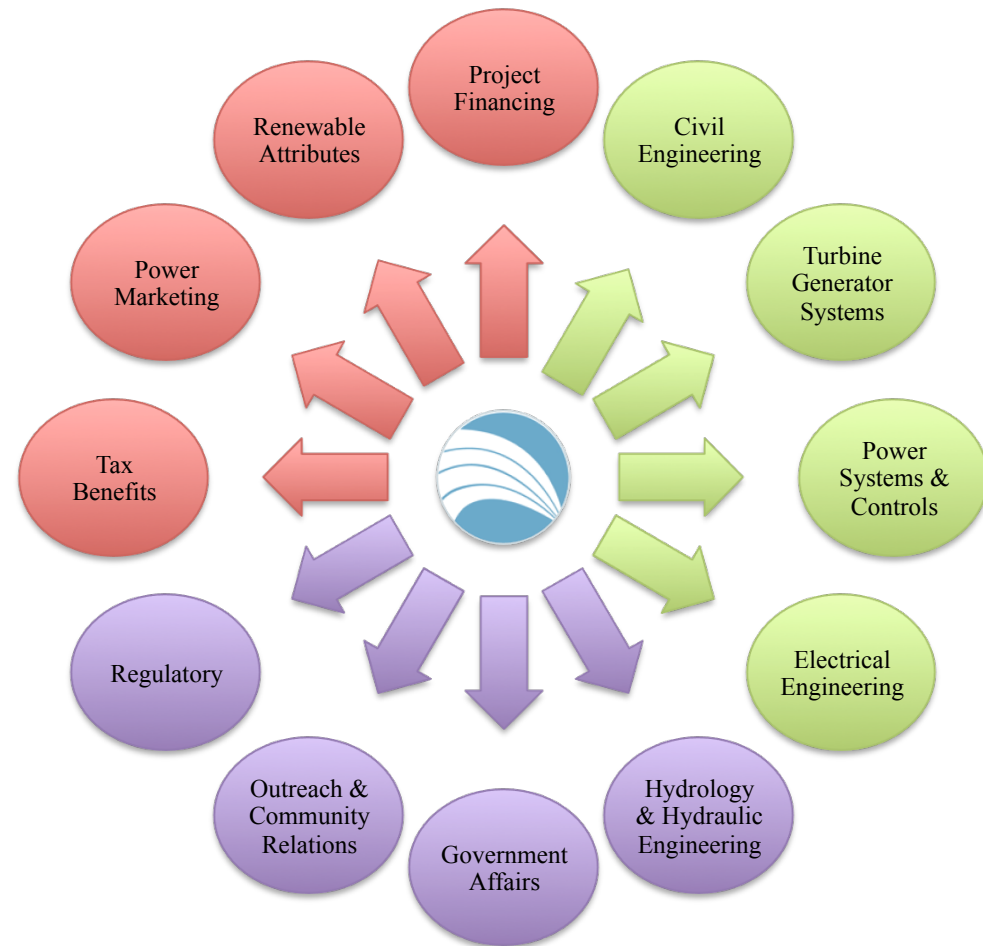 Project
Financing
Civil
Engineering
Turbine
Generator
Systems
Power
Systems &
Controls
Electrical
Engineering
Hydrology
& Hydraulic
Engineering
Government
Affairs
Outreach &
Community
Relations
Regulatory
Tax
Benefits
Power
Marketing
Renewable
Attributes